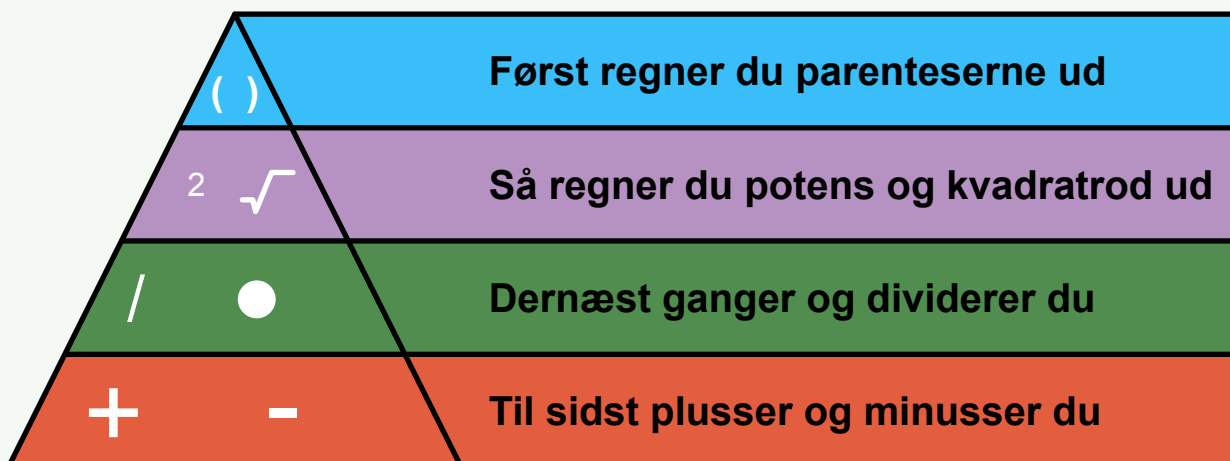 ( ) Først regner du parenteserne ud
2 √ Så regner du potens og kvadratrod ud
/ ● Dernæst ganger og dividerer du
+ - Til sidst plusser og minusser du